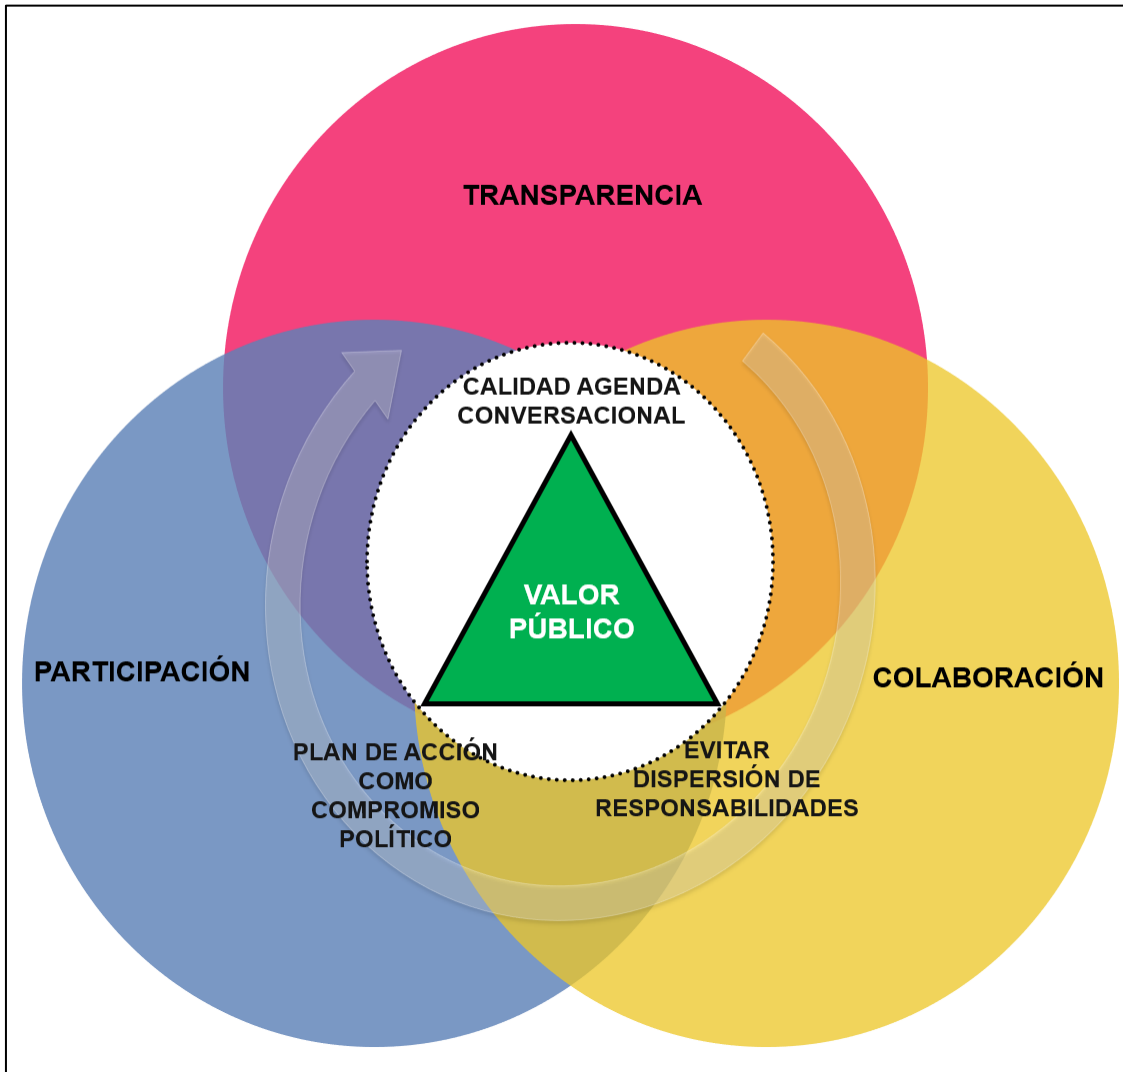 TRANSPARENCIA
CALIDAD AGENDA
CONVERSACIONAL
VALOR
PÚBLICO
PARTICIPACIÓN
COLABORACIÓN
PLAN DE ACCIÓN
COMO
COMPROMISO
POLÍTICO
EVITAR
DISPERSIÓN DE
RESPONSABILIDADES